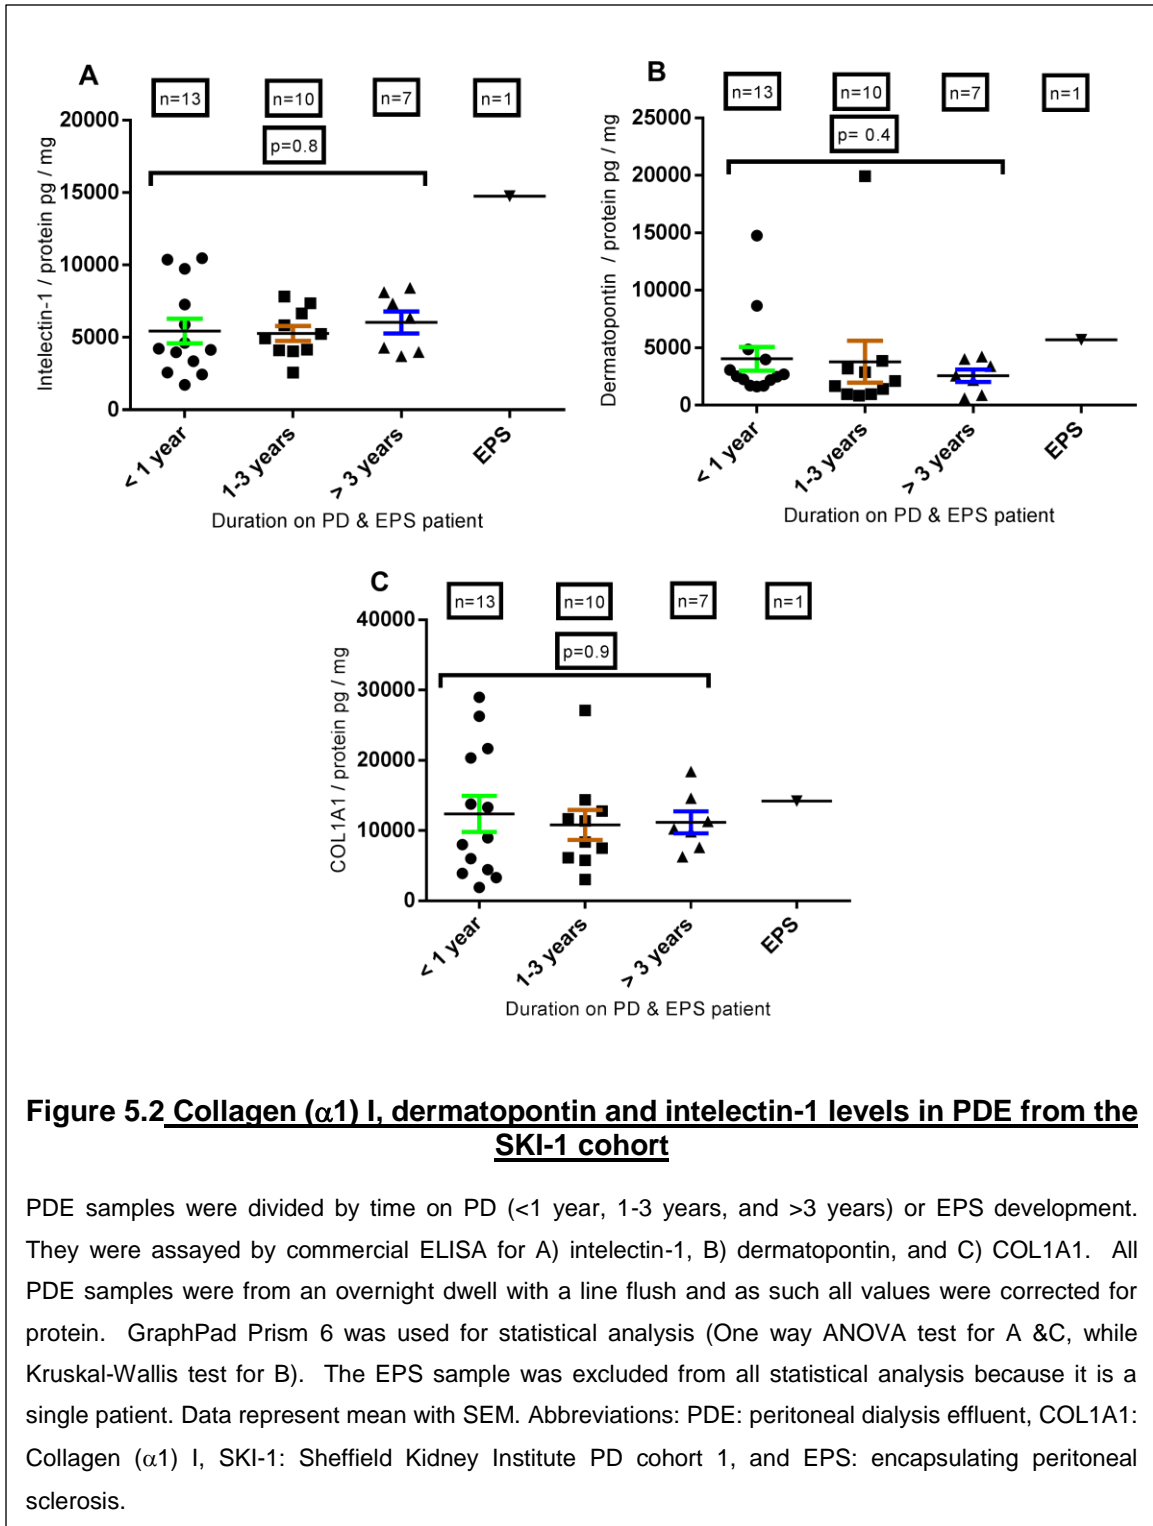 A
n=13
n=10
n=7
n=1
p=0.8
Intelectin-1 / protein pg / mg
20000
15000
10000
5000
0
< 1 year
1-3 years
> 3 years
EPS
Duration on PD & EPS patient
B
n=13
n=10
n=7
n=1
p= 0.4
Dermatopontin / protein pg / mg
25000
20000
15000
10000
5000
0
< 1 year
1-3 years
> 3 years
EPS
Duration on PD & EPS patient
C
n=13
n=10
n=7
n=1
p=0.9
COL1A1 / protein pg / mg
40000
30000
20000
10000
0
< 1 year
1-3 years
> 3 years
EPS
Duration on PD & EPS patient
Figure 5.2 Collagen (α1) I, dermatopontin and intelectin-1 levels in PDE from the
SKI-1 cohort
PDE samples were divided by time on PD (<1 year, 1-3 years, and >3 years) or EPS development.
They were assayed by commercial ELISA for A) intelectin-1, B) dermatopontin, and C) COL1A1. All
PDE samples were from an overnight dwell with a line flush and as such all values were corrected for
protein. GraphPad Prism 6 was used for statistical analysis (One way ANOVA test for A &C, while
Kruskal-Wallis test for B). The EPS sample was excluded from all statistical analysis because it is a
single patient. Data represent mean with SEM. Abbreviations: PDE: peritoneal dialysis effluent, COL1A1:
Collagen (α1) I, SKI-1: Sheffield Kidney Institute PD cohort 1, and EPS: encapsulating peritoneal
sclerosis.